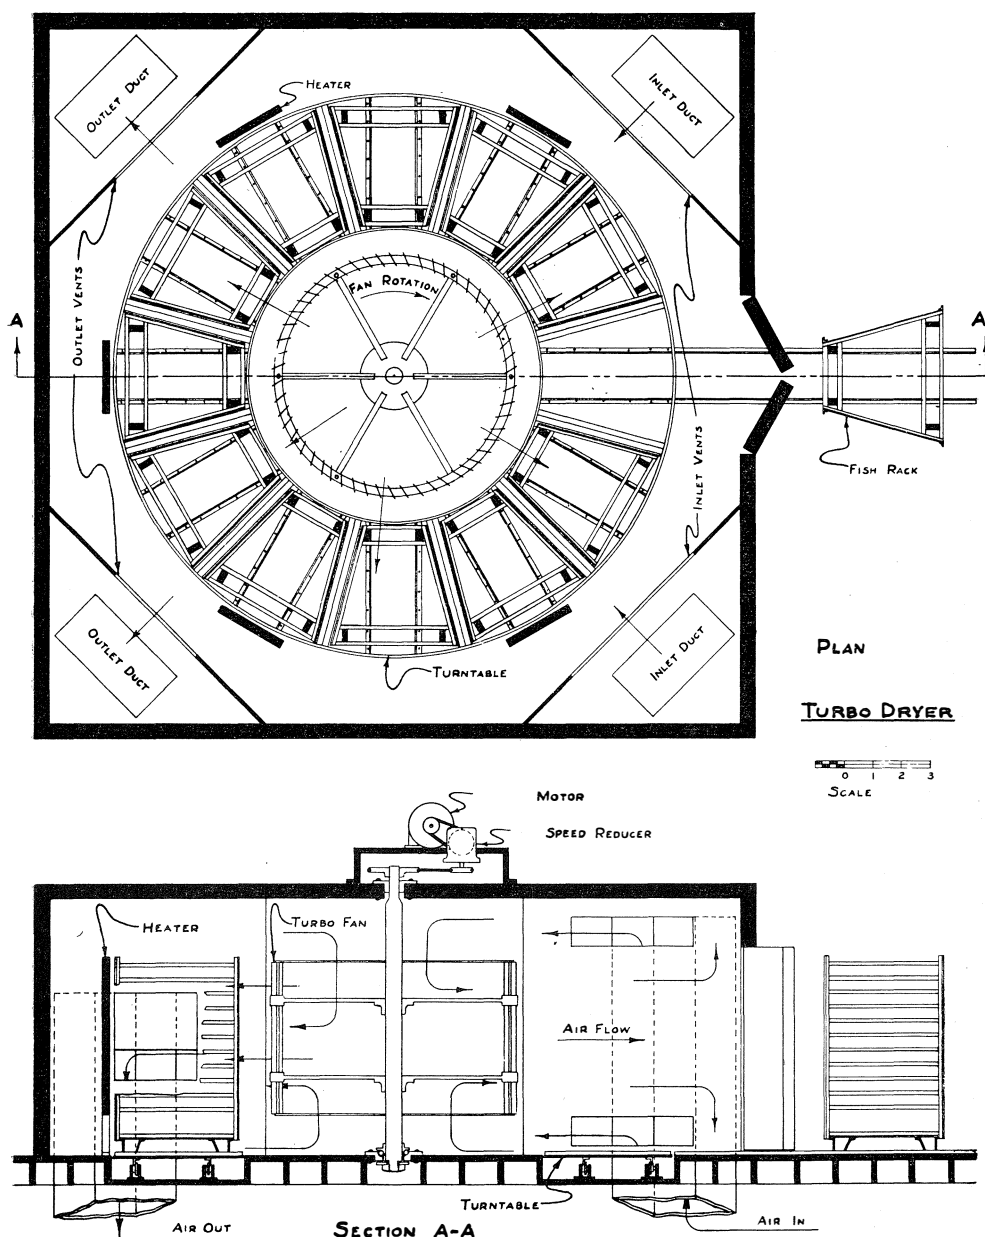 OUTLET DUCT
HEATER
INLET DUCT
FAN ROTATION
OUTLET VENTS
A
A
INLET VENTS
FISH RACK
OUTLET DUCT
INLET DUCT
TURNTABLE
PLAN
TURBO DRYER
0 1 2 3
SCALE
MOTOR
SPEED REDUCER
HEATER
TURBO FAN
AIR FLOW
TURNTABLE
AIR OUT
AIR IN
SECTION A-A